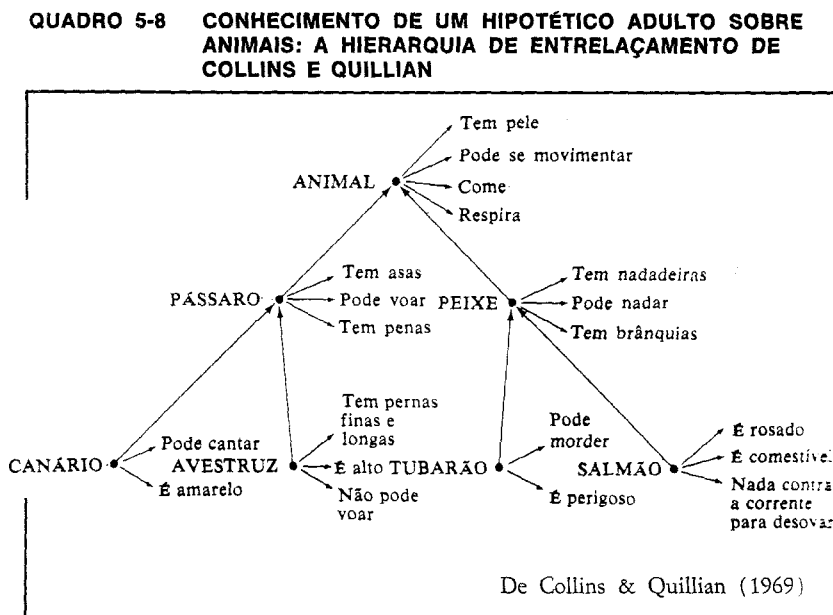 QUADRO 5-8 CONHECIMENTO DE UM HIPOTÉTICO ADULTO SOBRE
ANIMAIS: A HIERARQUIA DE ENTRELAÇAMENTO DE
COLLINS E QUILLIAN
Tem pele
Pode se movimentar
ANIMAL
Come
Respira
Tem asas
PÁSSARO
Pode voar
Tem penas
Tem nadadeiras
PEIXE
Pode nadar
Tem brânquias
Pode cantar
CANÁRIO
É amarelo
Tem pernas
finas e
longas
AVESTRUZ
É alto
Não pode
voar
Pode
morder
TUBARÃO
É perigoso
É rosado
SALMÃO
É comestível
Nada contra
a corrente
para desovar
De Collins & Quillian (1969)